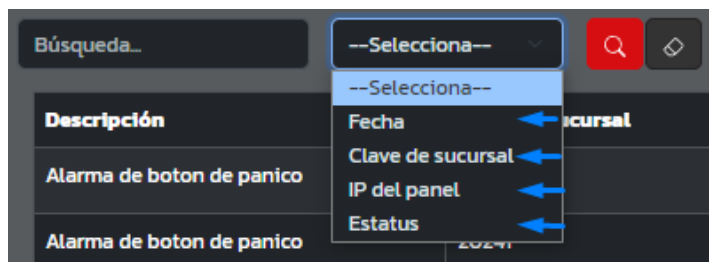 Búsqueda...
--Selecciona--
--Selecciona--
Descripción
Fecha
Clave de sucursal
Alarma de boton de panico
IP del panel
Estatus
Alarma de boton de panico